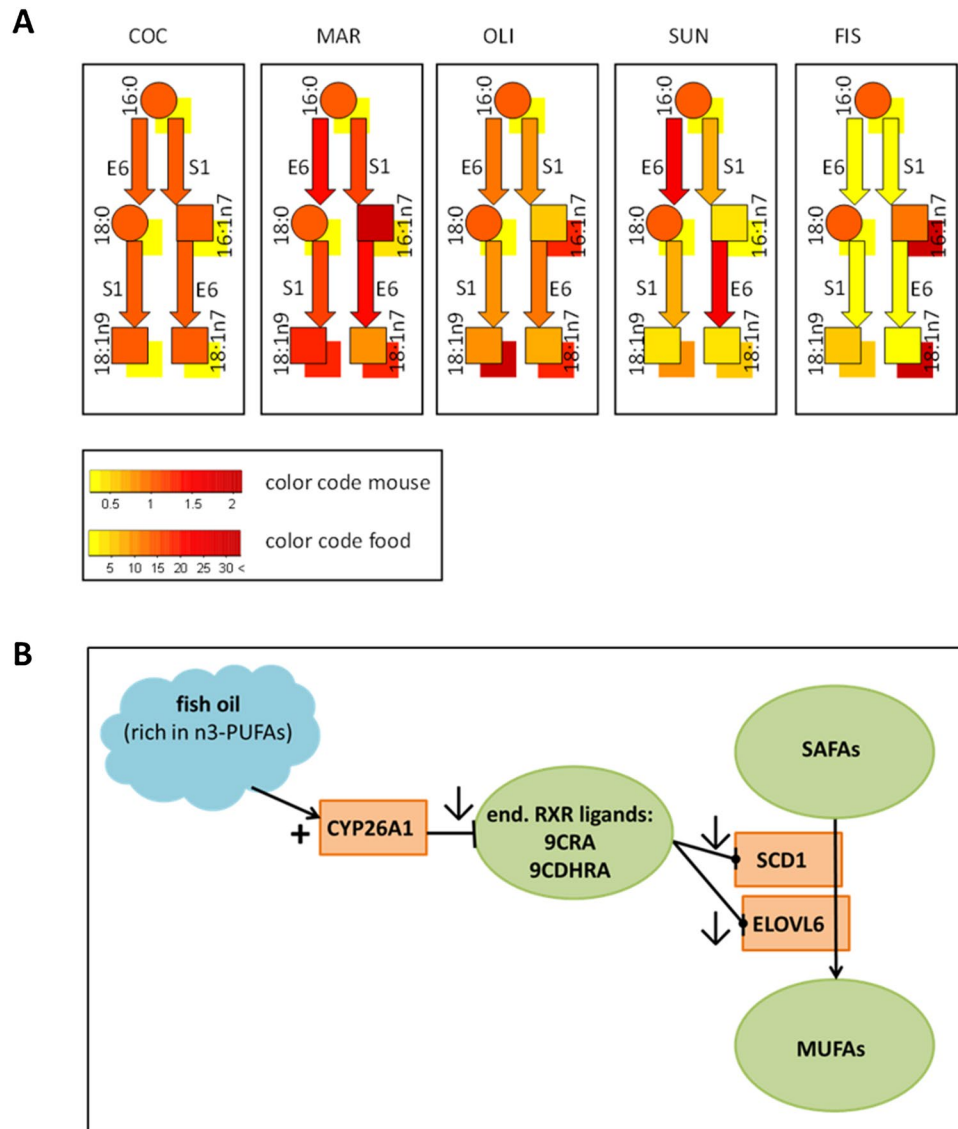 A
COC MAR OLI SUN FIS
16:0 16:0 16:0 16:0 16:0
E6 S1 E6 S1 E6 S1 E6 S1 E6 S1
18:0 16:1n7 18:0 16:1n7 18:0 16:1n7 18:0 16:1n7 18:0 16:1n7
S1 E6 S1 E6 S1 E6 S1 E6 S1 E6
18:1n9 18:1n7 18:1n9 18:1n7 18:1n9 18:1n7 18:1n9 18:1n7 18:1n9 18:1n7
color code mouse
0.5 1 1.5 2
color code food
5 10 15 20 25 30 <
B
fish oil
(rich in n3-PUFAs)
+
CYP26A1
end. RXR ligands:
9CRA
9CDHRA
SAFAs
SCD1
ELOVL6
MUFAs